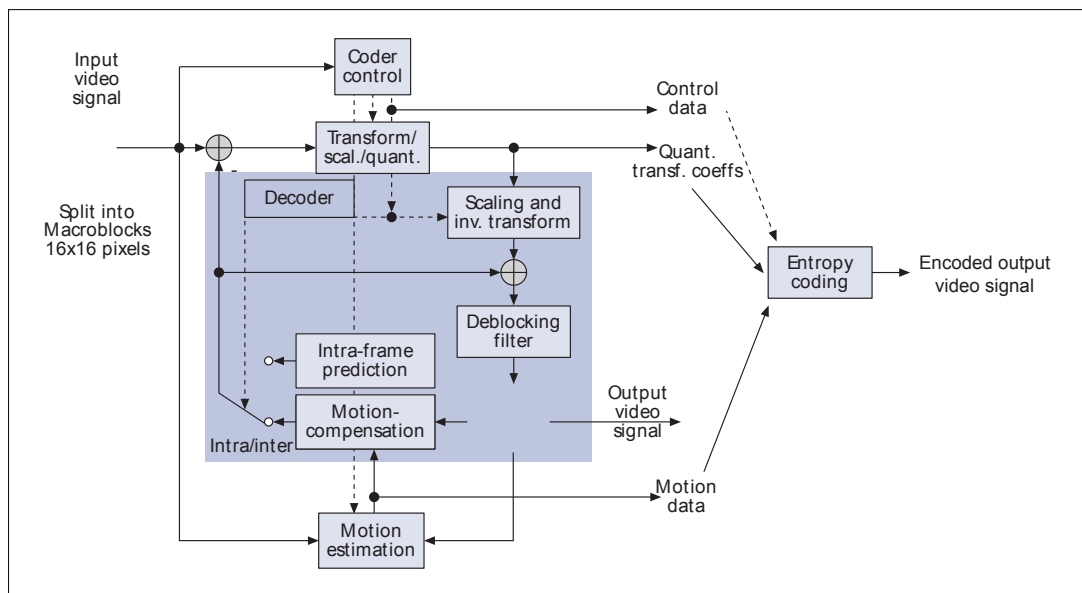 Input
video
signal
Coder
control
Control
data
Transform/
scal./quant.
-
Quant.
transf. coeffs
Decoder
Scaling and
inv. transform
Split into
Macroblocks
16x16 pixels
Entropy
coding
Encoded output
video signal
Deblocking
filter
Intra-frame
prediction
Output
video
signal
Motion-
compensation
Intra/inter
Motion
data
Motion
estimation